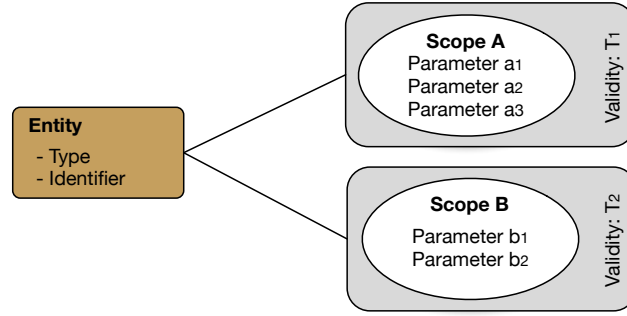 Entity
- Type
- Identifier
Scope A
Parameter a1
Parameter a2
Parameter a3
Validity: T1
Scope B
Parameter b1
Parameter b2
Validity: T2